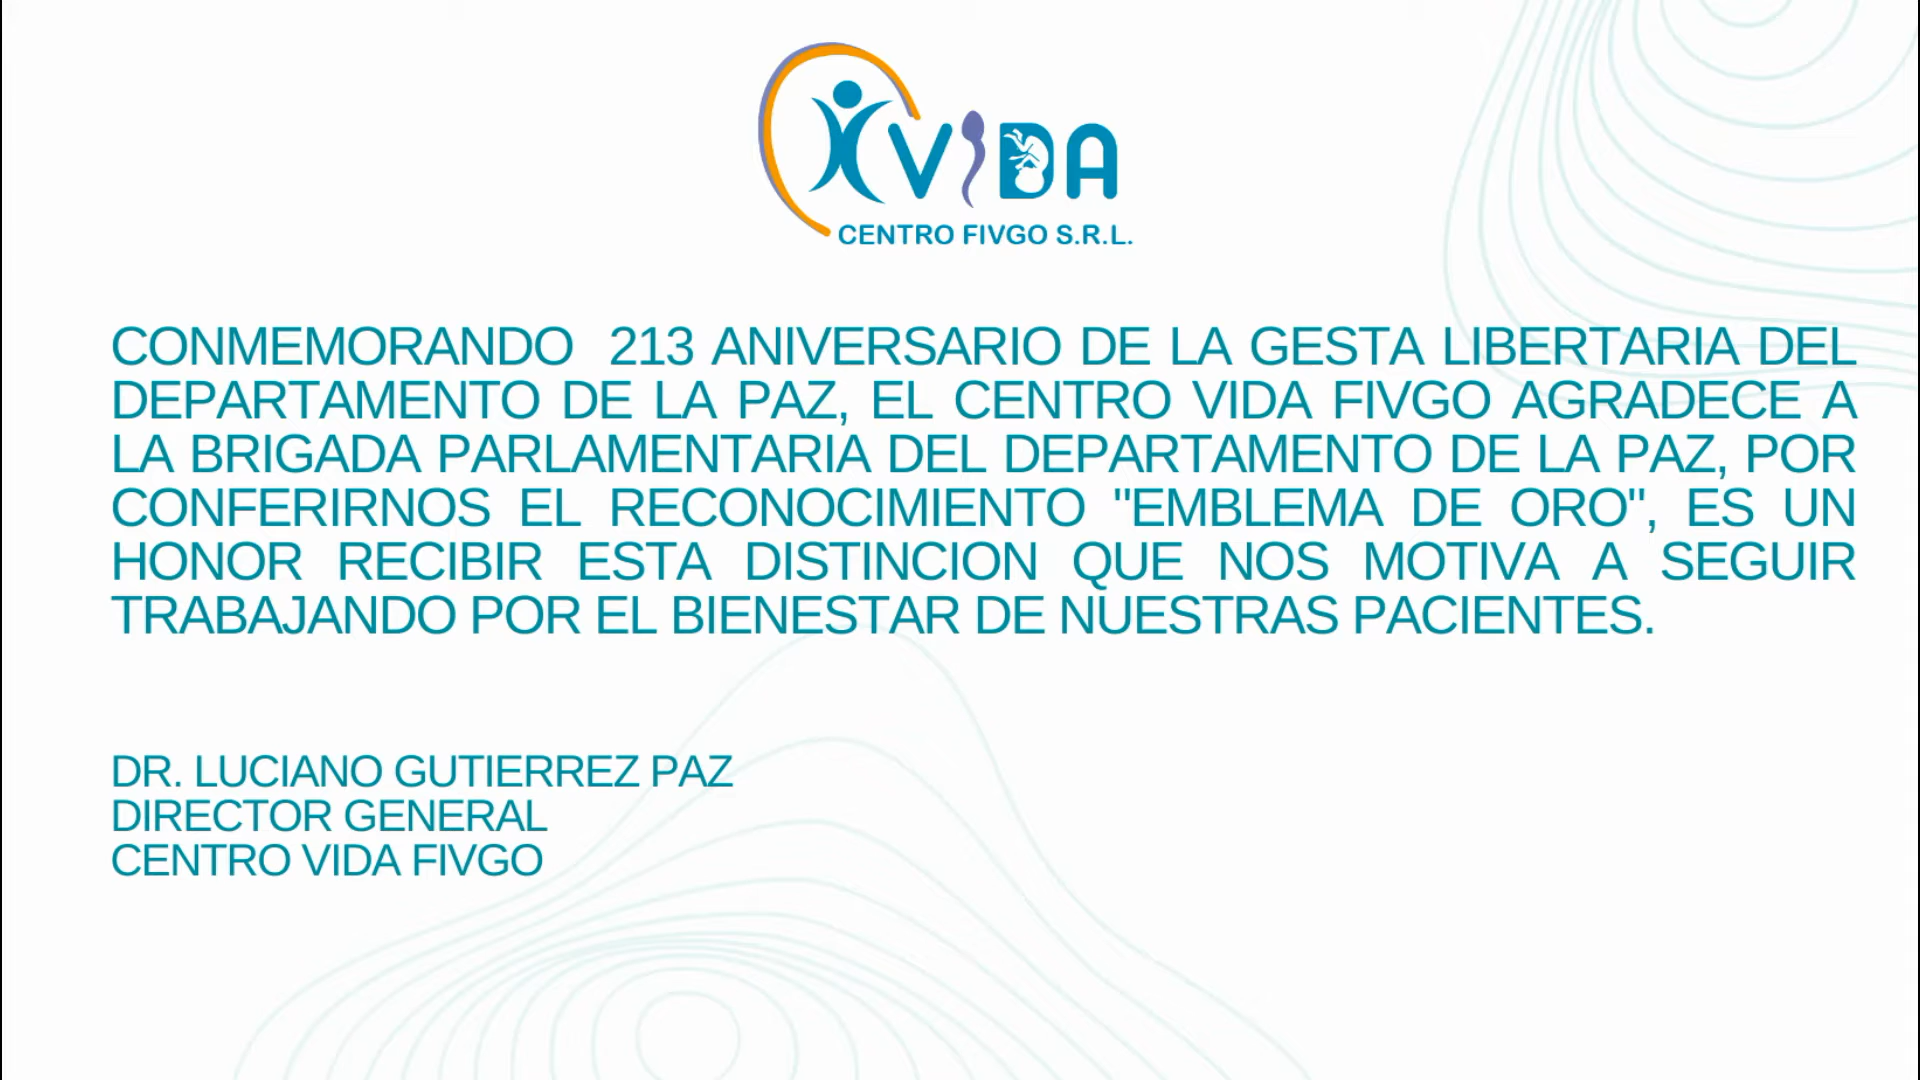 VIDA
CENTRO FIVGO S.R.L.
CONMEMORANDO 213 ANIVERSARIO DE LA GESTA LIBERTARIA DEL
DEPARTAMENTO DE LA PAZ, EL CENTRO VIDA FIVGO AGRADECE A
LA BRIGADA PARLAMENTARIA DEL DEPARTAMENTO DE LA PAZ, POR
CONFERIRNOS EL RECONOCIMIENTO "EMBLEMA DE ORO", ES UN
HONOR RECIBIR ESTA DISTINCION QUE NOS MOTIVA A SEGUIR
TRABAJANDO POR EL BIENESTAR DE NUESTRAS PACIENTES.
DR. LUCIANO GUTIERREZ PAZ
DIRECTOR GENERAL
CENTRO VIDA FIVGO